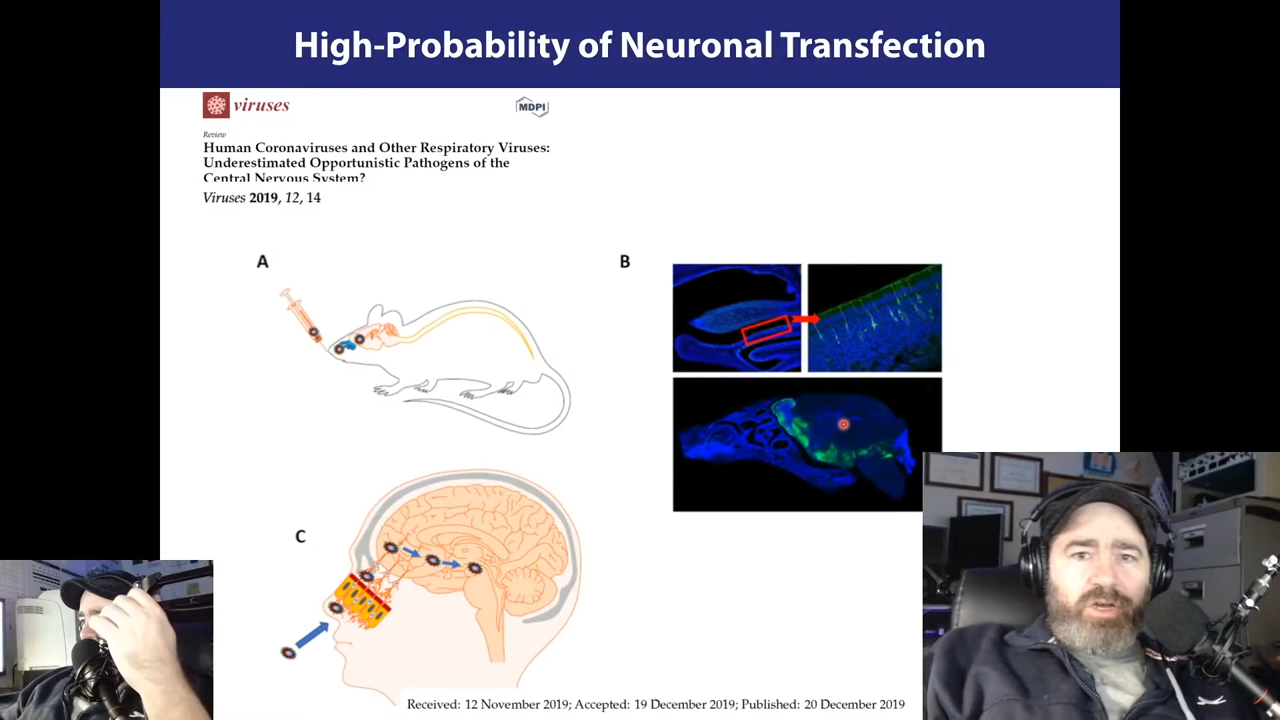 High-Probability of Neuronal Transfection
viruses
MDPI
Review
Human Coronaviruses and Other Respiratory Viruses:
Underestimated Opportunistic Pathogens of the
Central Nervous System?
Viruses 2019, 12, 14
A
B
C
Received: 12 November 2019; Accepted: 19 December 2019; Published: 20 December 2019